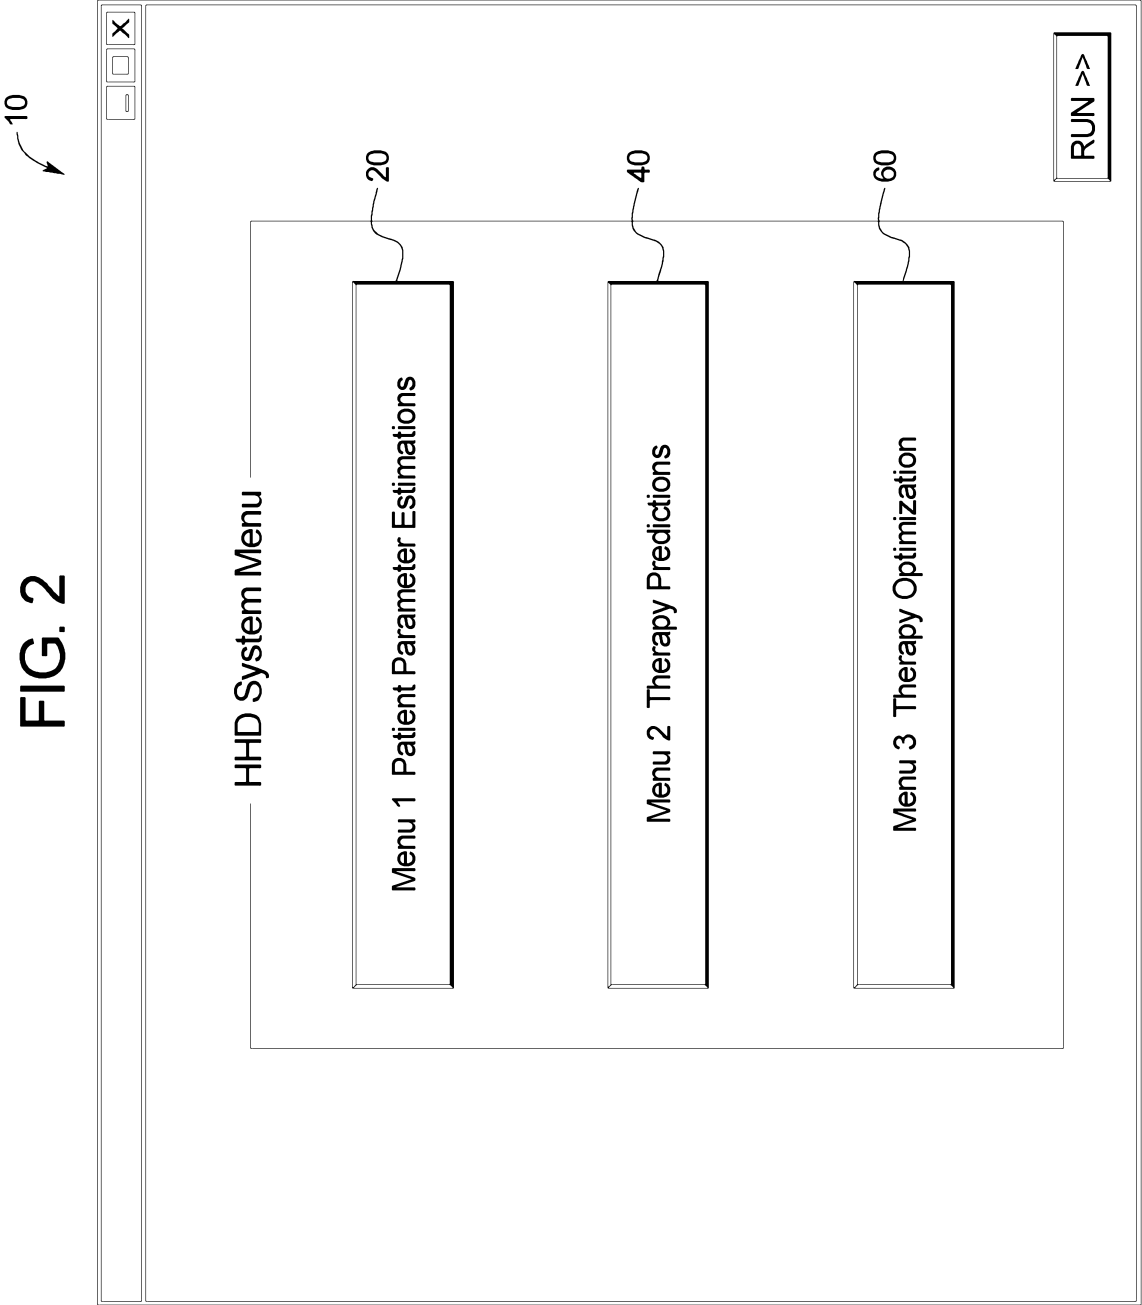 FIG. 2
10
HHD System Menu
Menu 1 Patient Parameter Estimations
20
Menu 2 Therapy Predictions
40
Menu 3 Therapy Optimization
60
RUN >>